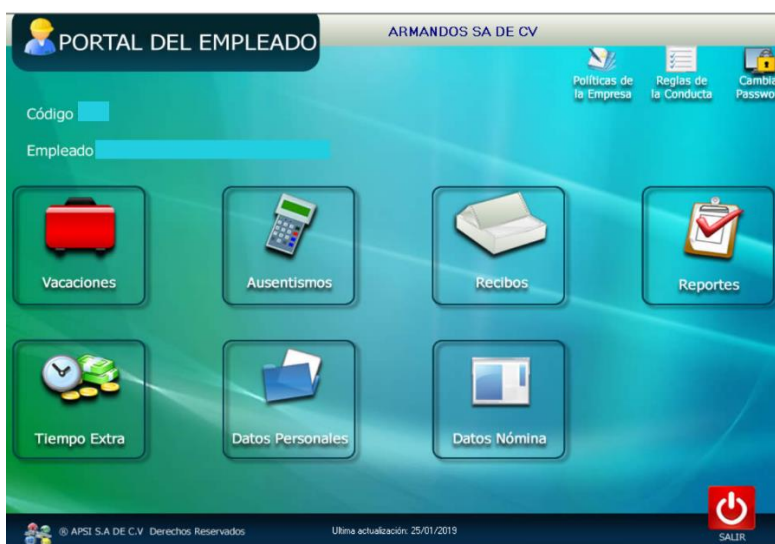 PORTAL DEL EMPLEADO
ARMANDOS SA DE CV
Políticas de
la Empresa
Reglas de
la Conducta
Código
Empleado
Vacaciones
Ausentismos
Recibos
Reportes
Tiempo Extra
Datos Personales
Datos Nómina
® APSI S.A DE C.V Derechos Reservados
Ultima actualización: 25/01/2019
SALIR